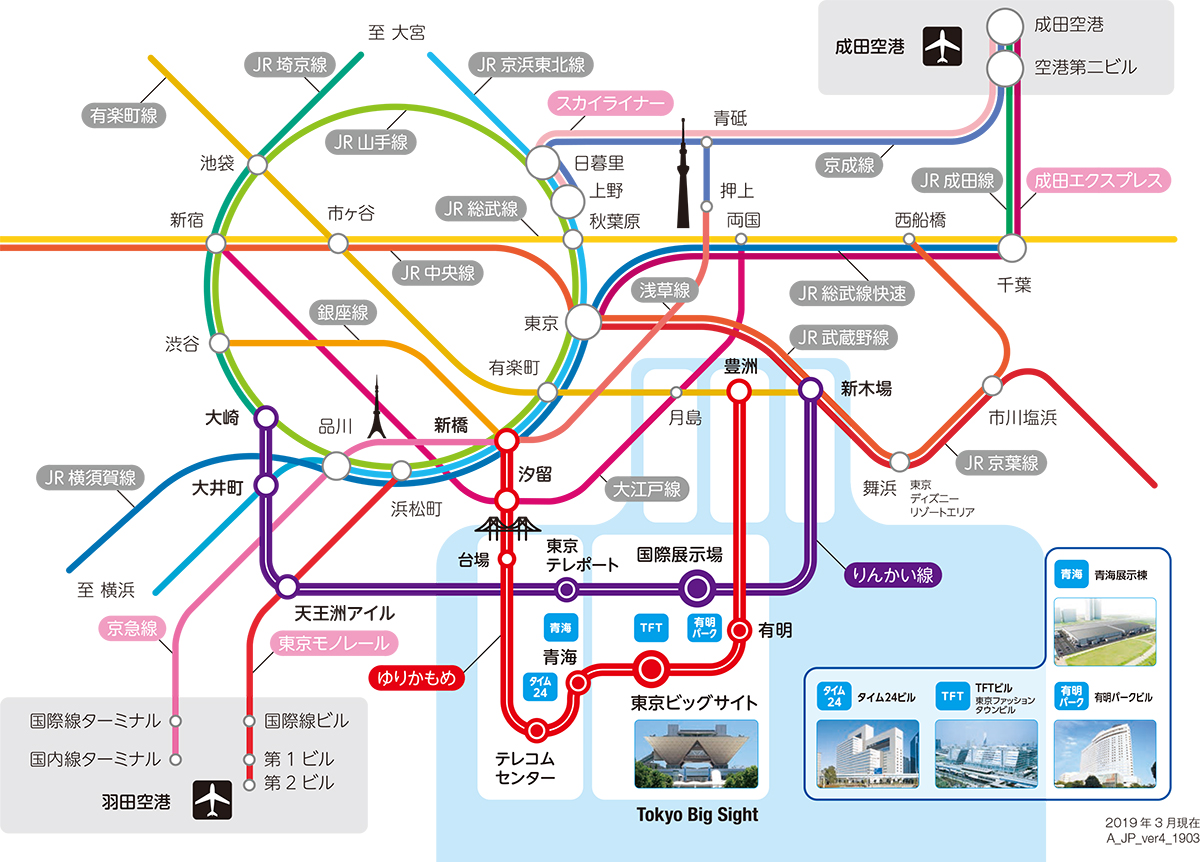 至 大宮
成田空港
成田空港
空港第二ビル
JR 埼京線
JR 京浜東北線
有楽町線
スカイライナー
青砥
JR 山手線
池袋
日暮里
京成線
JR 成田線
成田エクスプレス
上野
押上
新宿
市ヶ谷
JR 総武線
秋葉原
両国
西船橋
JR 中央線
千葉
浅草線
JR 総武線快速
銀座線
東京
渋谷
JR 武蔵野線
有楽町
豊洲
新木場
大崎
品川
新橋
月島
市川塩浜
JR 横須賀線
大井町
浜松町
汐留
大江戸線
舞浜
東京
ディズニー
リゾートエリア
JR 京葉線
台場
東京
テレポート
国際展示場
りんかい線
至 横浜
天王洲アイル
青海
青海展示棟
京急線
東京モノレール
青海
TFT
有明
パーク
有明
青海
ゆりかもめ
タイム
24
東京ビッグサイト
タイム
24
タイム24ビル
TFT
TFTビル
東京ファッション
タウンビル
有明
パーク
有明パークビル
国際線ターミナル
国際線ビル
国内線ターミナル
第1ビル
第2ビル
テレコム
センター
羽田空港
Tokyo Big Sight
2019年3月現在
A_JP_ver4_1903